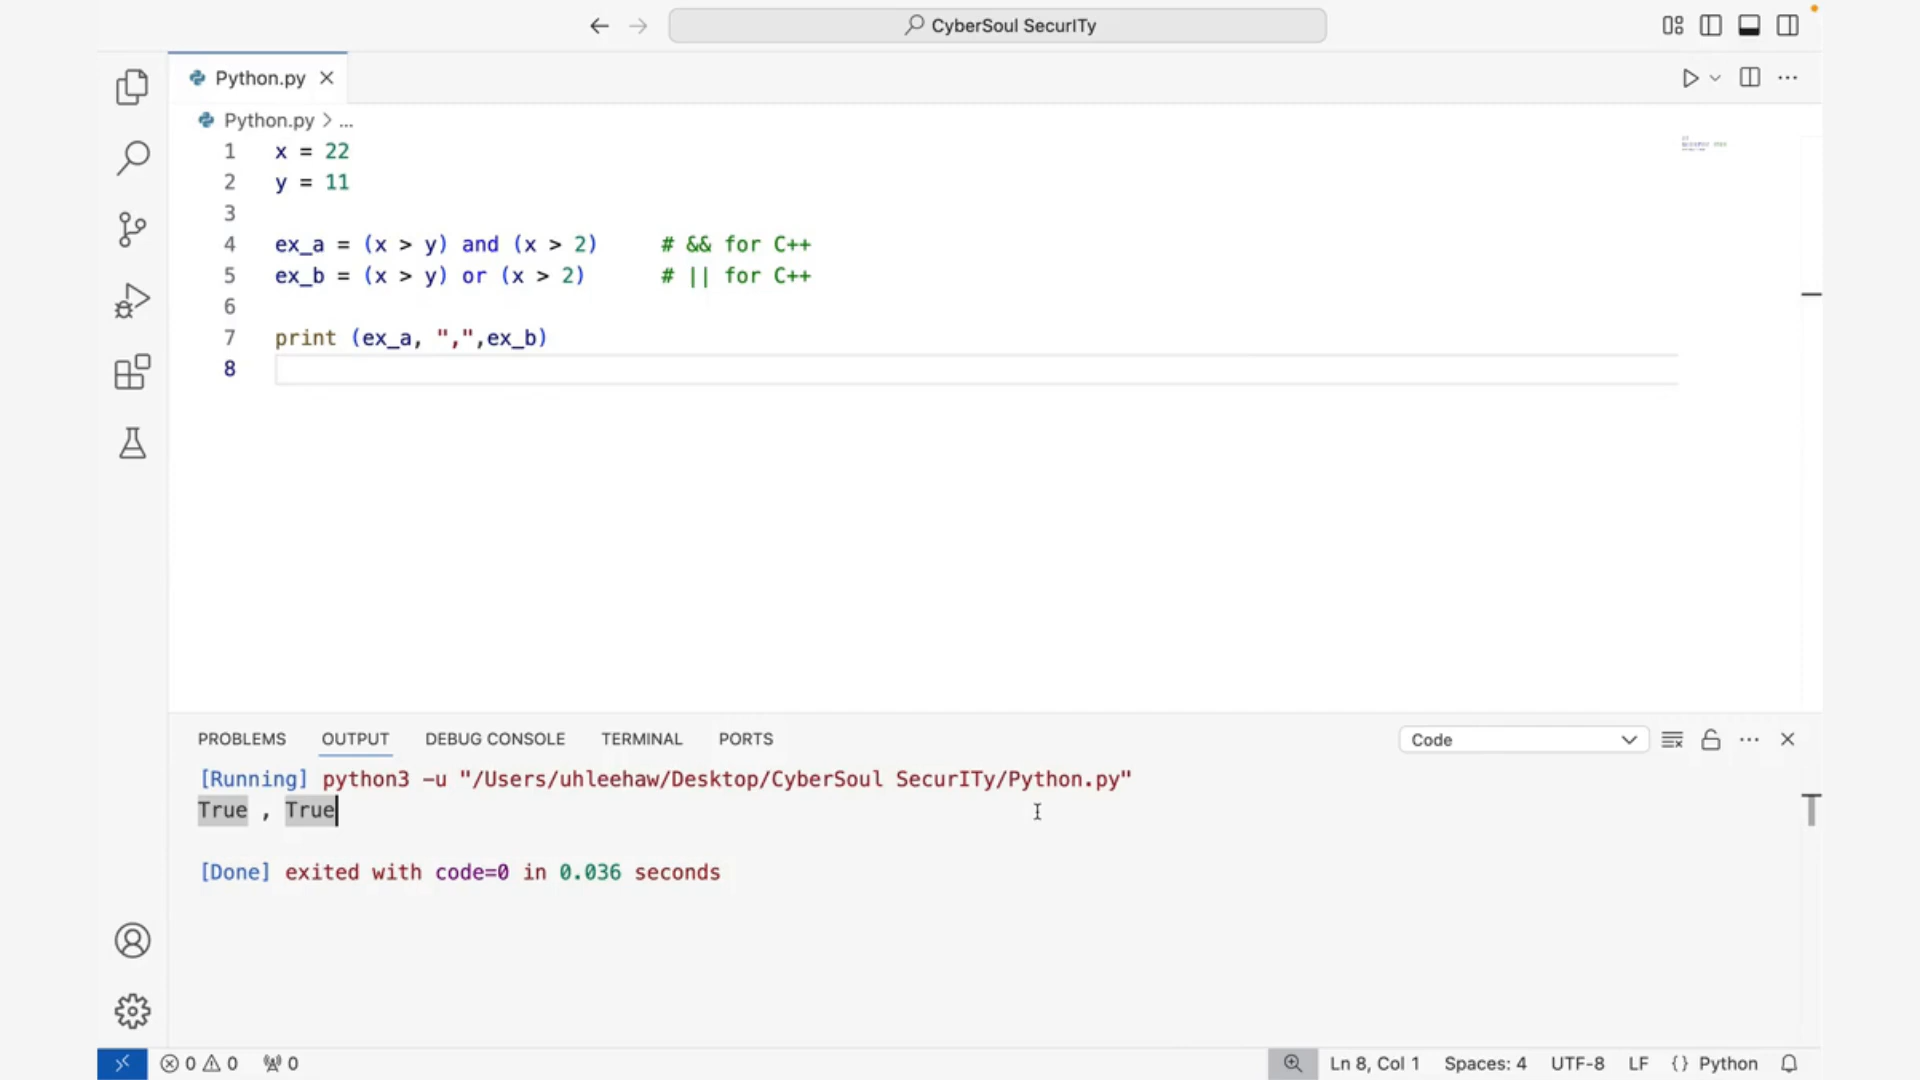 CyberSoul SecurITy
Python.py
Python.py > ...
1 x = 22
2 y = 11
3
4 ex_a = (x > y) and (x > 2)     # && for C++
5 ex_b = (x > y) or (x > 2)      # || for C++
6
7 print (ex_a, ",",ex_b)
8
PROBLEMS OUTPUT DEBUG CONSOLE TERMINAL PORTS Code
[Running] python3 -u "/Users/uhleehaw/Desktop/CyberSoul SecurITy/Python.py"
True , True
[Done] exited with code=0 in 0.036 seconds
0 0 0 Ln 8, Col 1 Spaces: 4 UTF-8 LF {} Python